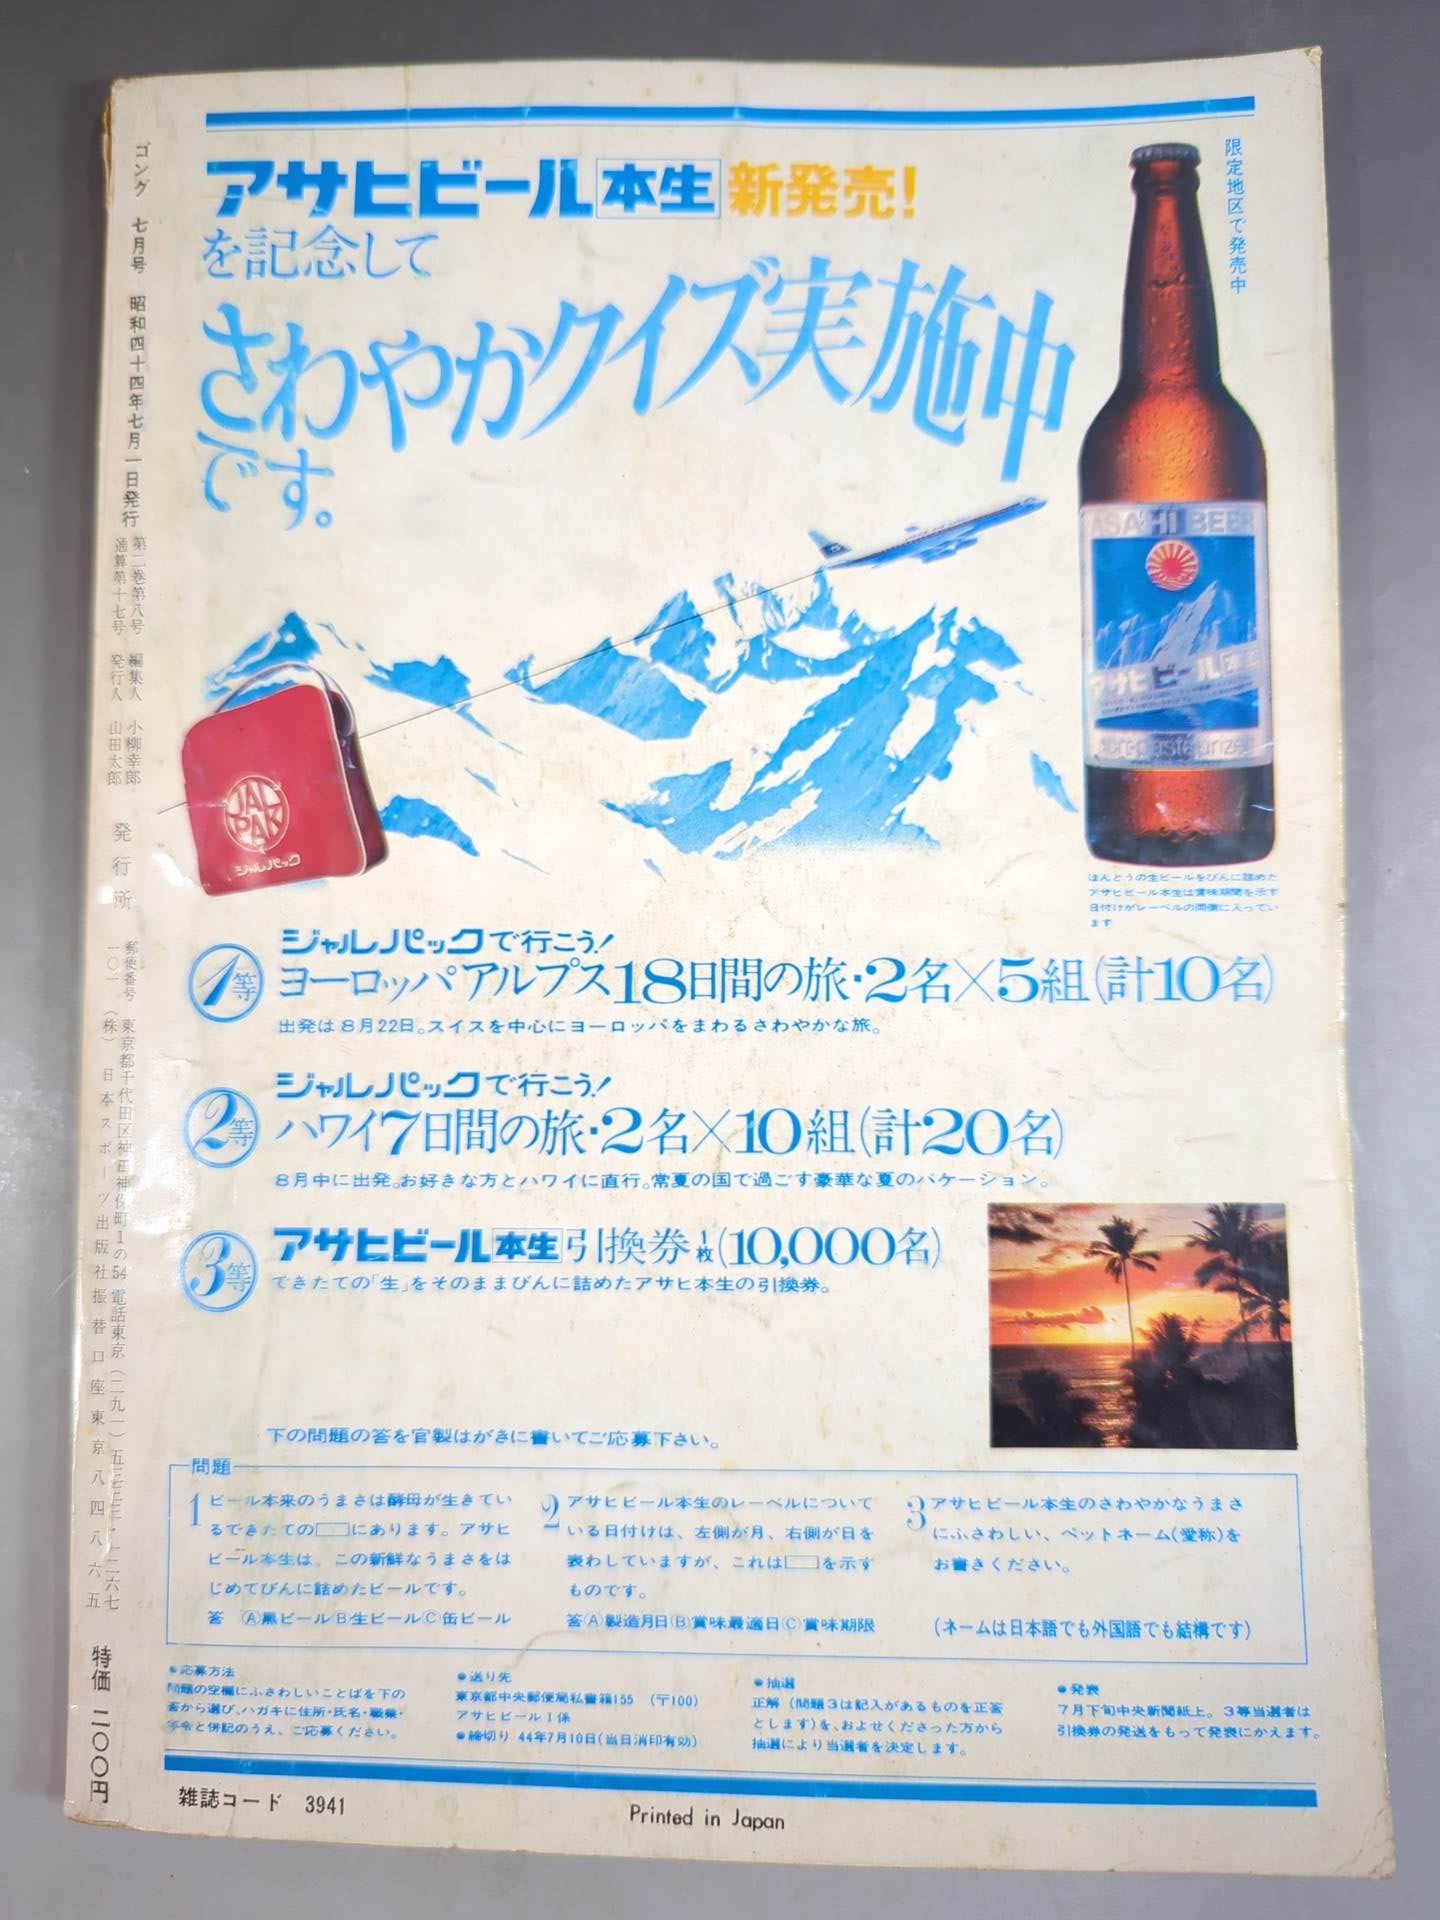 アサヒビール本生新発売!
を記念して
さわやかクイズ実施中
です。
限定地区で発売中
ASAHI BEER
アサヒビール本生
non-pasteurized
JAL
PAK
ジャルパック
ほんとうの生ビールをびんに詰めた
アサヒビール本生は賞味期間を示す
日付けがレーベルの両側に入ってい
ます
1等
ジャルパックで行こう!
ヨーロッパアルプス18日間の旅・2名×5組(計10名)
出発は8月22日。スイスを中心にヨーロッパをまわるさわやかな旅。
2等
ジャルパックで行こう!
ハワイ7日間の旅・2名×10組(計20名)
8月中に出発。お好きな方とハワイに直行。常夏の国で過ごす豪華な夏のバケーション。
3等
アサヒビール本生引換券1枚(10,000名)
できたての「生」をそのままびんに詰めたアサヒ本生の引換券。
下の問題の答を官製はがきに書いてご応募下さい。
問題
1 ビール本来のうまさは酵母が生きてい
るできたての□にあります。アサヒ
ビール本生は、この新鮮なうまさをは
じめてびんに詰めたビールです。
答 Ⓐ黒ビールⒷ生ビールⒸ缶ビール
2 アサヒビール本生のレーベルについて
いる日付けは、左側が月、右側が日を
表わしていますが、これは□を示す
ものです。
答Ⓐ製造月日Ⓑ賞味最適日Ⓒ賞味期限
3 アサヒビール本生のさわやかなうまさ
にふさわしい、ペットネーム(愛称)を
お書きください。
(ネームは日本語でも外国語でも結構です)
●応募方法
問題の空欄にふさわしいことばを下の
答から選び、ハガキに住所・氏名・職業・
年令と併記のうえ、ご応募ください。
●送り先
東京都中央郵便局私書箱155 (〒100)
アサヒビール1係
●締切り 44年7月10日(当日消印有効)
●抽選
正解(問題3は記入があるものを正答
とします)を、およせくださった方から
抽選により当選者を決定します。
●発表
7月下旬中央新聞紙上。3等当選者は
引換券の発送をもって発表にかえます。
雑誌コード 3941
Printed in Japan
ゴング 七月号 昭和四十四年七月一日発行
第二巻第八号
通算第十七号
編集人 小柳幸郎
発行人 山田太郎
発行所
郵便番号 一〇一
東京都千代田区神田神保町1の54
電話東京(二九一)
(株)日本スポーツ出版社
振替口座東京八四八六五
特価 二〇〇円